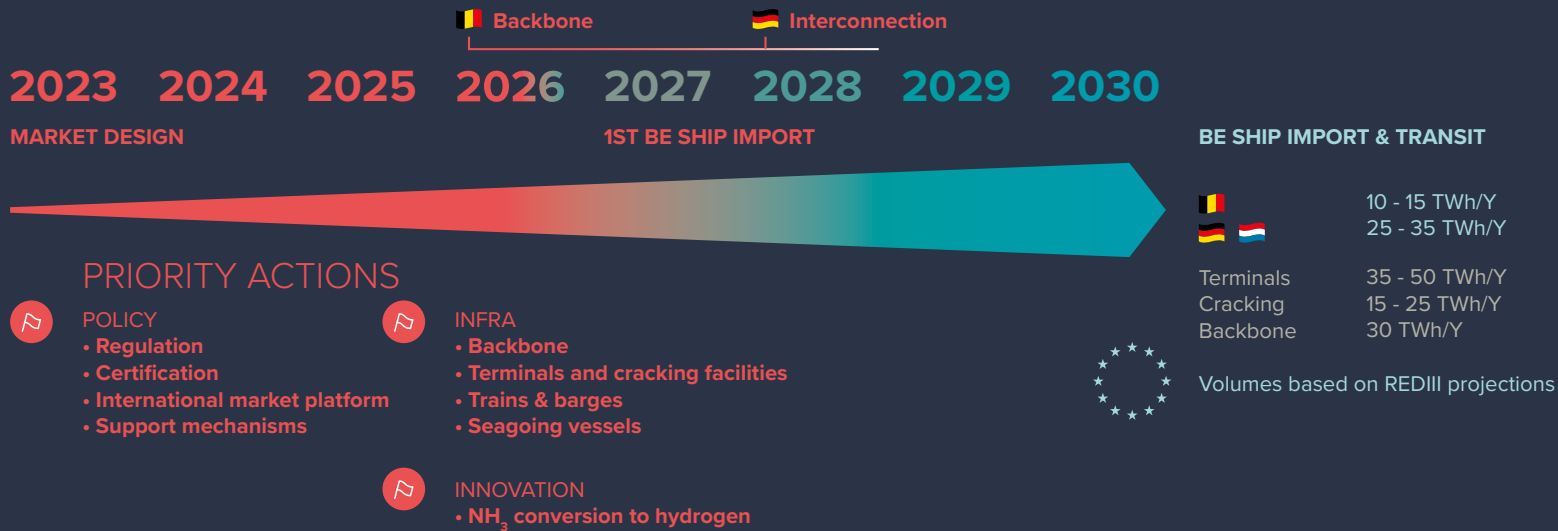 Backbone
Interconnection
2023 2024 2025 2026 2027 2028 2029 2030
MARKET DESIGN
1ST BE SHIP IMPORT
BE SHIP IMPORT & TRANSIT
10 - 15 TWh/Y
25 - 35 TWh/Y
Terminals 35 - 50 TWh/Y
Cracking 15 - 25 TWh/Y
Backbone 30 TWh/Y
Volumes based on REDIII projections
PRIORITY ACTIONS
POLICY
• Regulation
• Certification
• International market platform
• Support mechanisms
INFRA
• Backbone
• Terminals and cracking facilities
• Trains & barges
• Seagoing vessels
INNOVATION
• NH₃ conversion to hydrogen